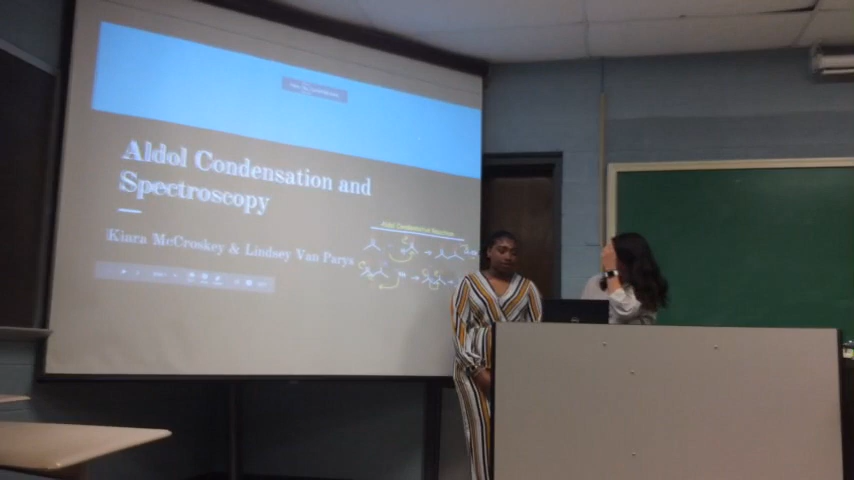 Aldol Condensation and
Spectroscopy
Kiara McCroskey & Lindsey Van Parys
Aldol Condensation Reaction